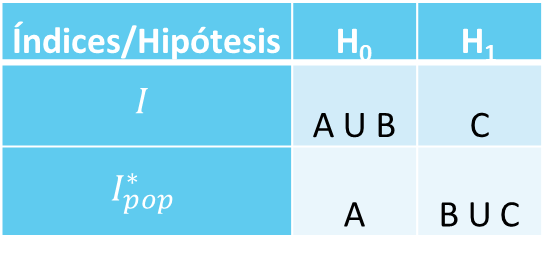 Índices/Hipótesis H₀ H₁
I A U B C
I*pop A B U C